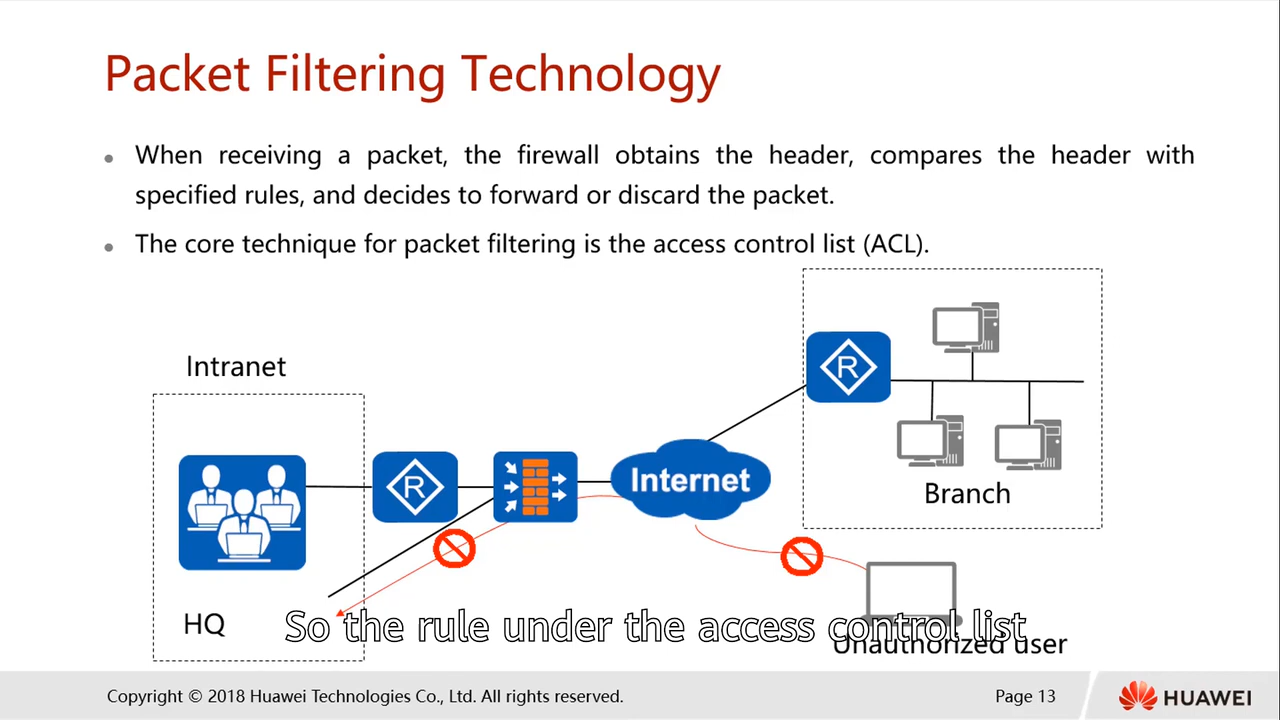 Packet Filtering Technology
When receiving a packet, the firewall obtains the header, compares the header with
specified rules, and decides to forward or discard the packet.
The core technique for packet filtering is the access control list (ACL).
Intranet
R
R
Internet
Branch
HQ
So the rule under the access control list
Unauthorized user
Copyright © 2018 Huawei Technologies Co., Ltd. All rights reserved.
Page 13
HUAWEI